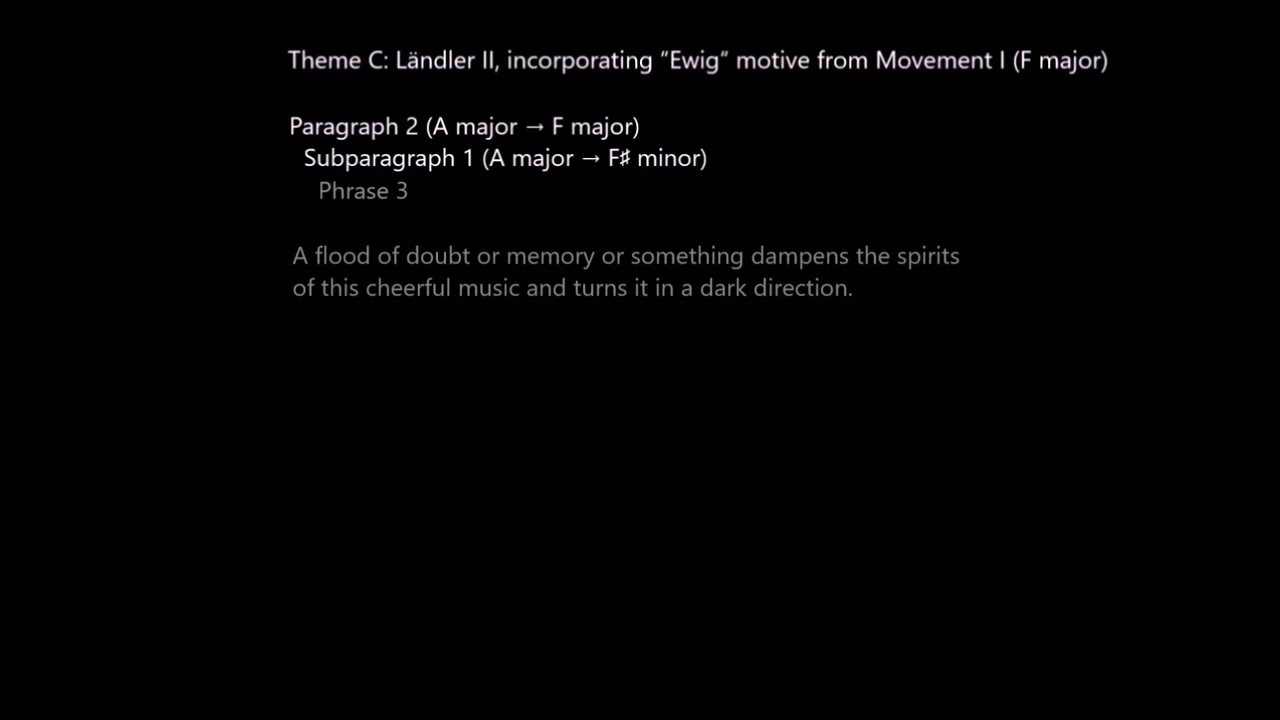 Theme C: Ländler II, incorporating “Ewig“ motive from Movement I (F major)
Paragraph 2 (A major → F major)
Subparagraph 1 (A major → F♯ minor)
Phrase 3
A flood of doubt or memory or something dampens the spirits
of this cheerful music and turns it in a dark direction.